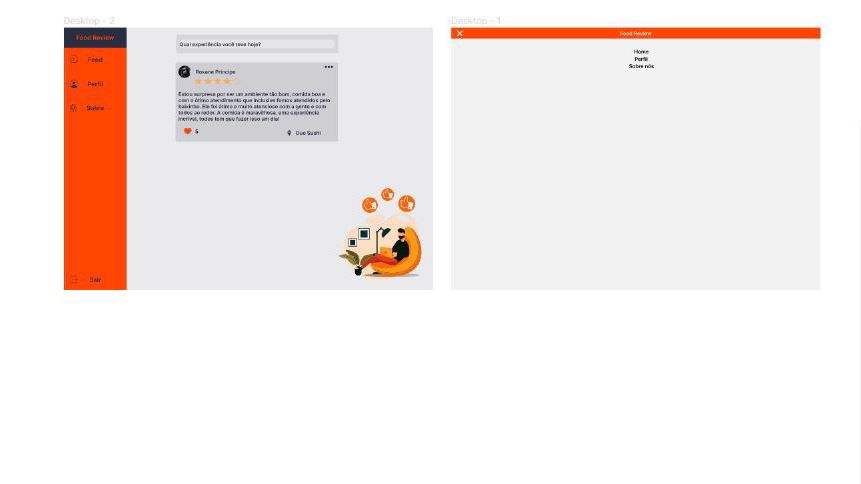 Desktop - 2
Food Review
Feed
Perfil
Sobre
Sair
Qual experiência você teve hoje?
Roxane Príncipe
Estou surpresa por ser um ambiente tão bom, comida boa e
com o ótimo atendimento que inclusive fomos atendidos pelo
baixinho. Ele foi ótimo e muito atencioso com a gente e com
todos ao redor. A comida é maravilhosa, uma experiência
incrível, todos tem que fazer isso um dia!
5
Due Sushi
Desktop - 1
Food Review
Home
Perfil
Sobre nós